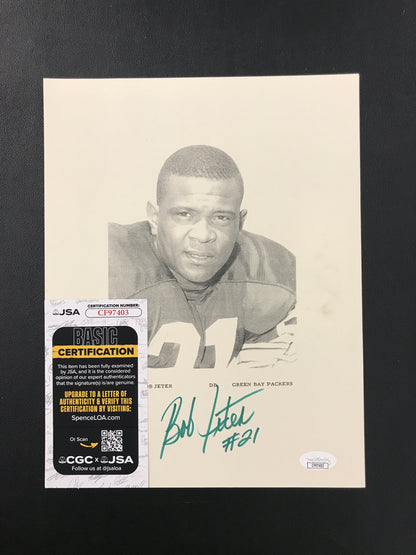 21
JSA
CERTIFICATION NUMBER:
CF97403
BASIC
CERTIFICATION
This item has been fully examined
by JSA, and it is the considered
opinion of our expert authenticators
that the signature(s) is/are genuine.
UPGRADE TO A LETTER OF
AUTHENTICITY & VERIFY THIS
CERTIFICATION BY VISITING:
SpenceLOA.com
Or Scan
CGC x JSA
Follow us at @jsaloa
OB JETER DB GREEN BAY PACKERS
Bob Jeter
#21
CF97403